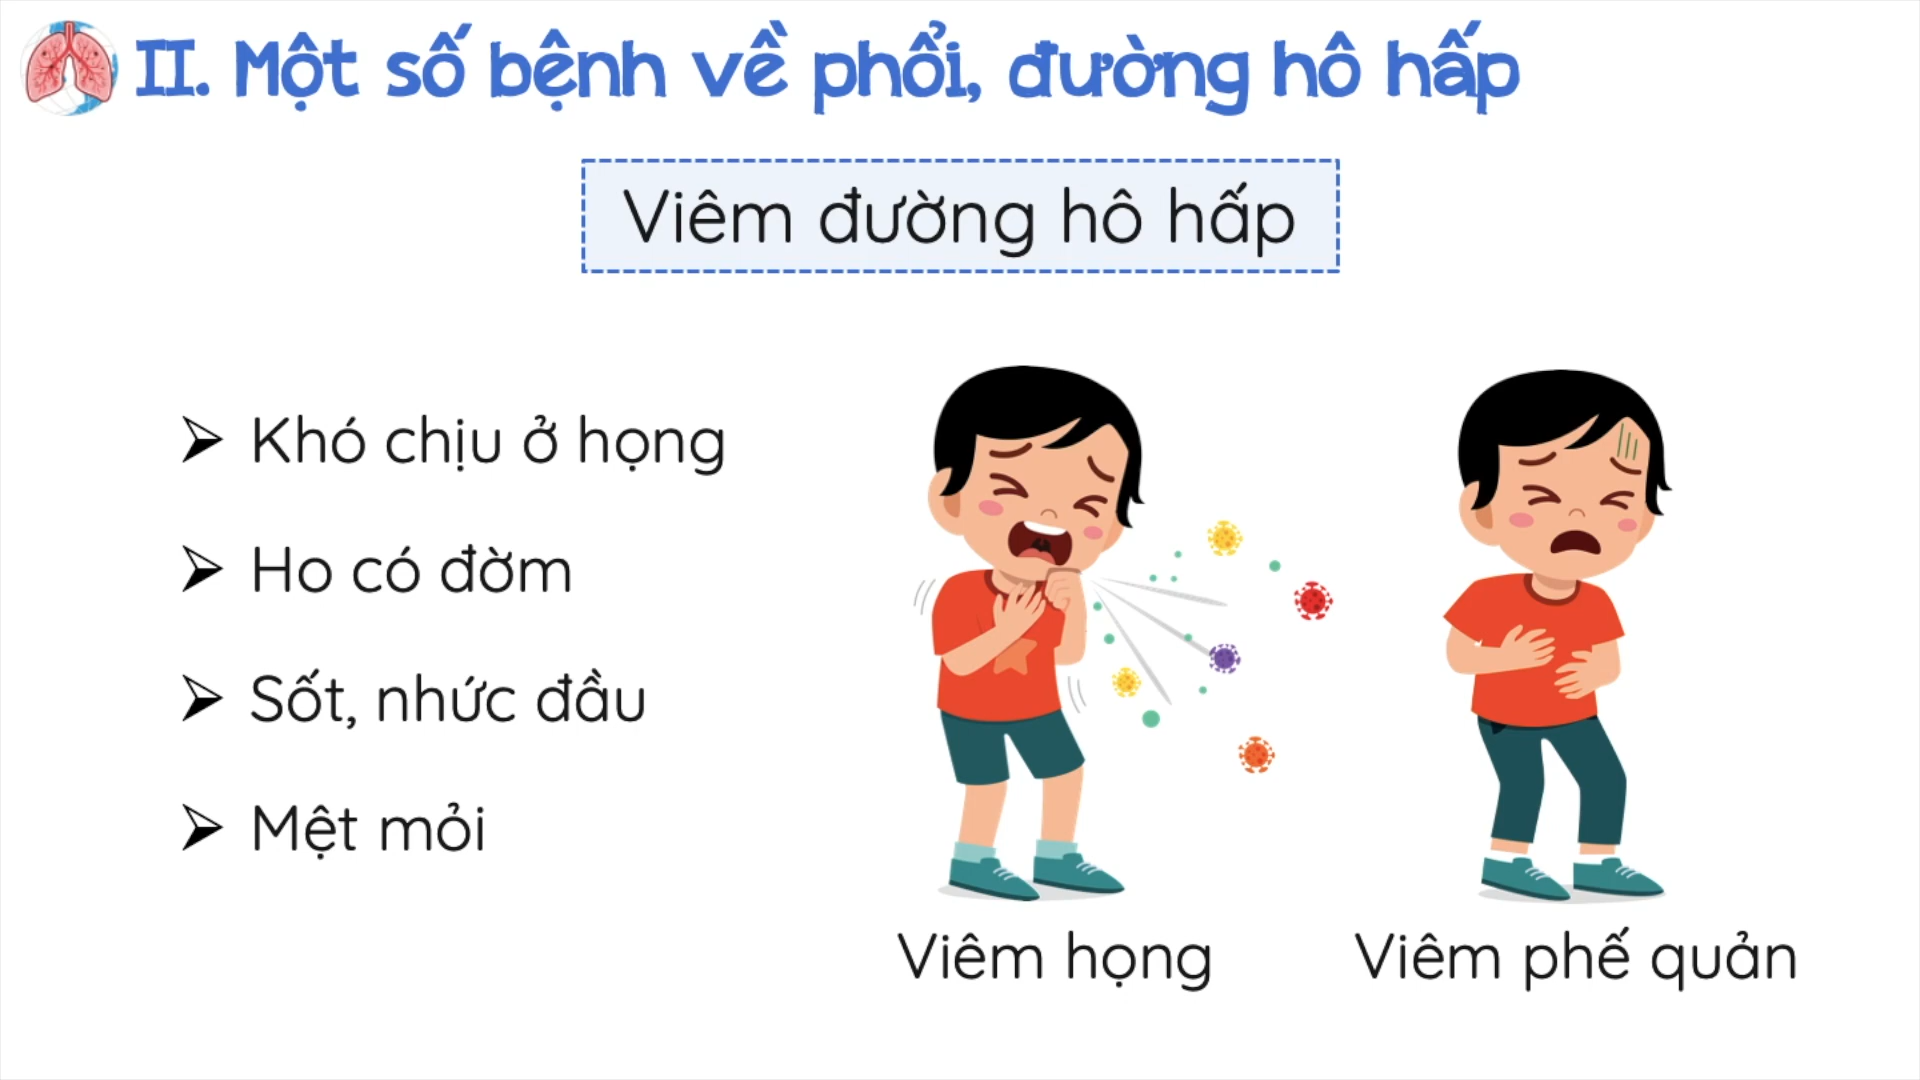 II. Một số bệnh về phổi, đường hô hấp
Viêm đường hô hấp
Khó chịu ở họng
Ho có đờm
Sốt, nhức đầu
Mệt mỏi
Viêm họng
Viêm phế quản